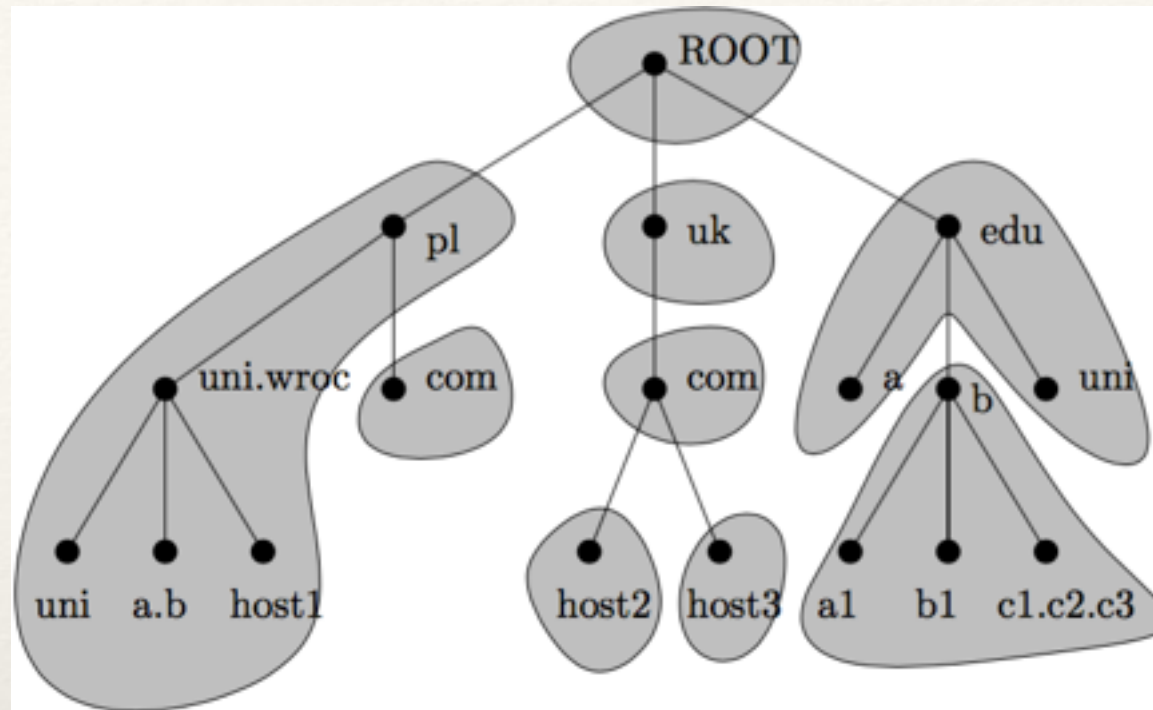 ROOT
pl
uk
edu
uni.wroc
com
com
a
b
uni
uni
a.b
host1
host2
host3
a1
b1
c1.c2.c3